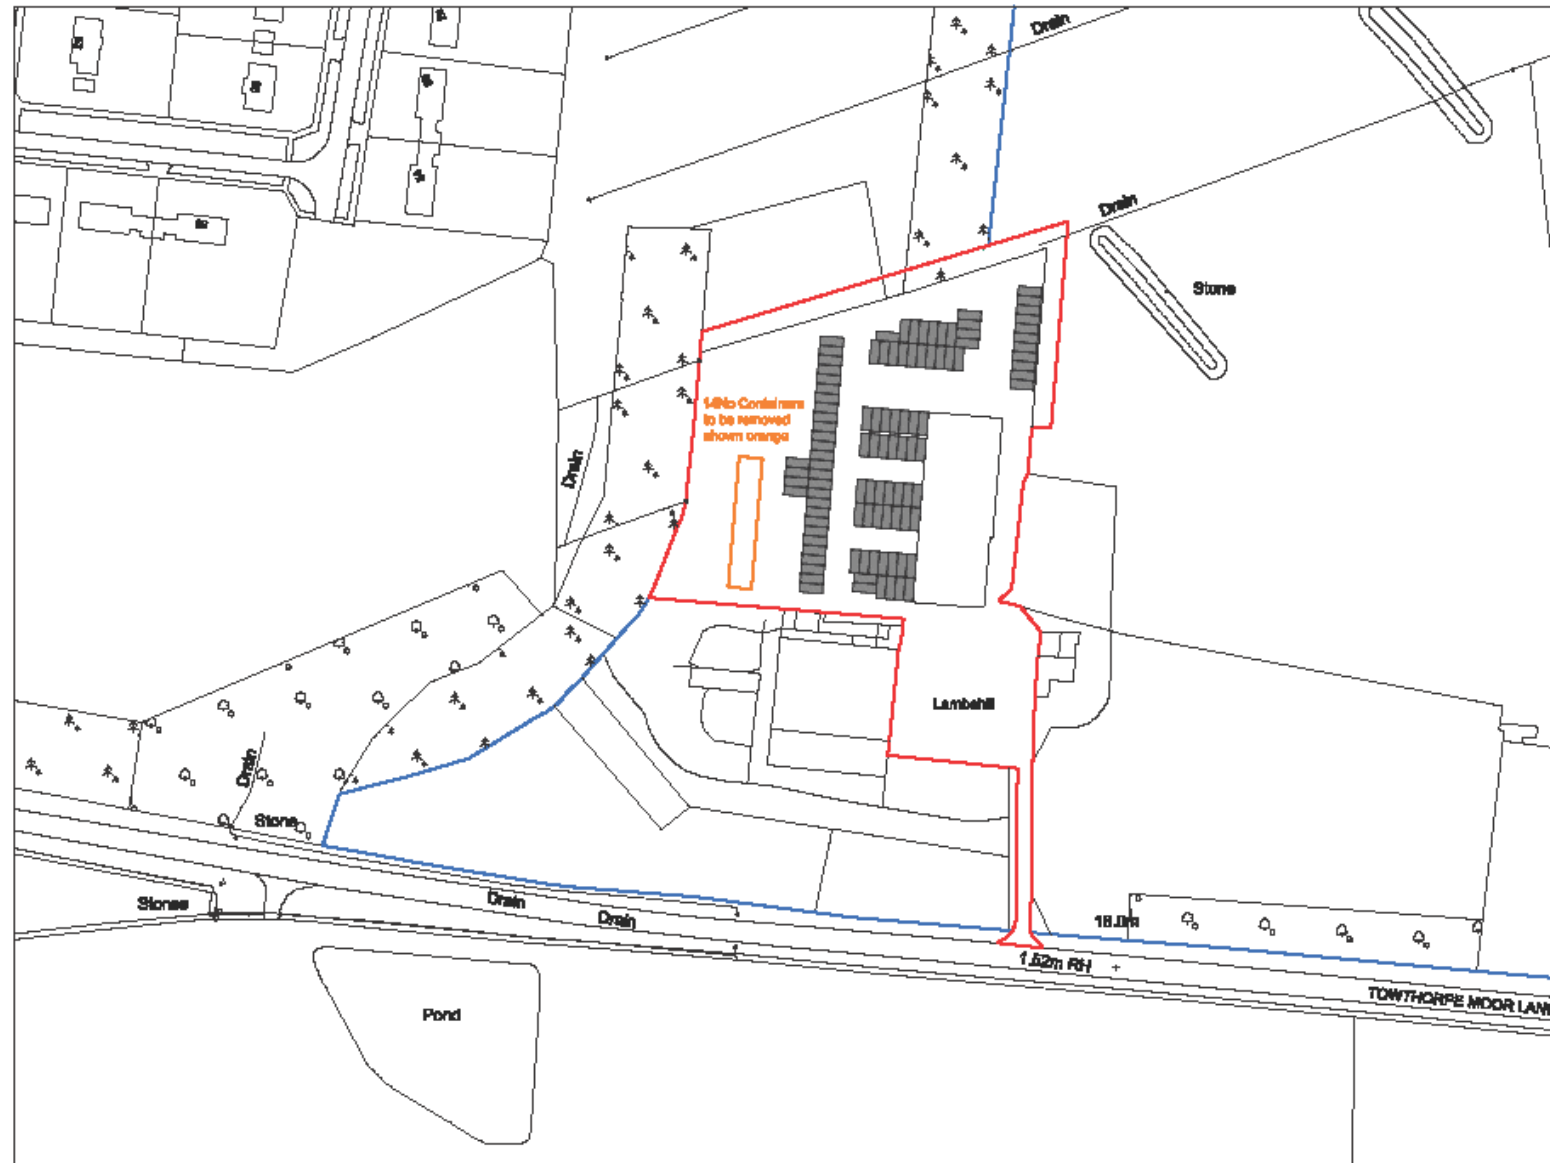 Drain
Drain
Stone
14No Containers
to be removed
shown orange
Drain
Lambshill
Drain
Stone
Stones
Drain
Drain
18.0m
1.52m RH
TOWTHORPE MOOR LANE
Pond